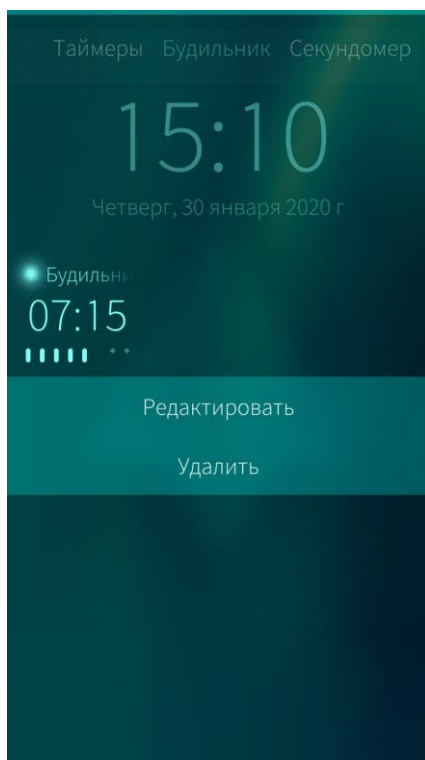 Таймеры Будильник Секундомер
15:10
Четверг, 30 января 2020 г
Будильни
07:15
Редактировать
Удалить